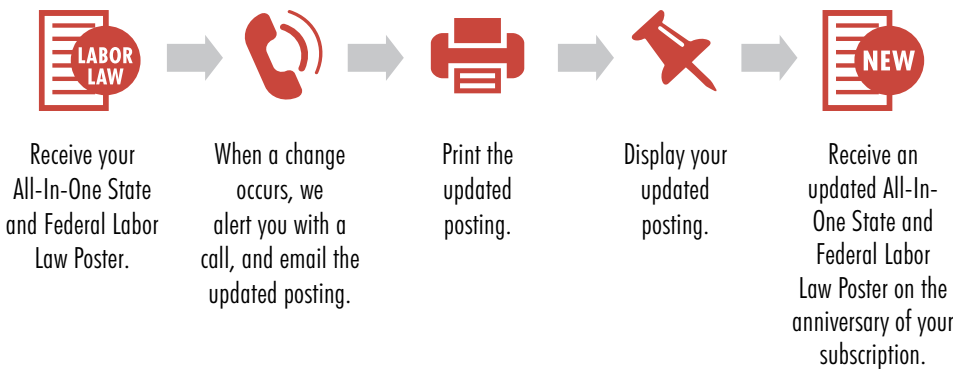 LABOR
LAW
NEW
Receive your
All-In-One State
and Federal Labor
Law Poster.
When a change
occurs, we
alert you with a
call, and email the
updated posting.
Print the
updated
posting.
Display your
updated
posting.
Receive an
updated All-In-
One State and
Federal Labor
Law Poster on the
anniversary of your
subscription.